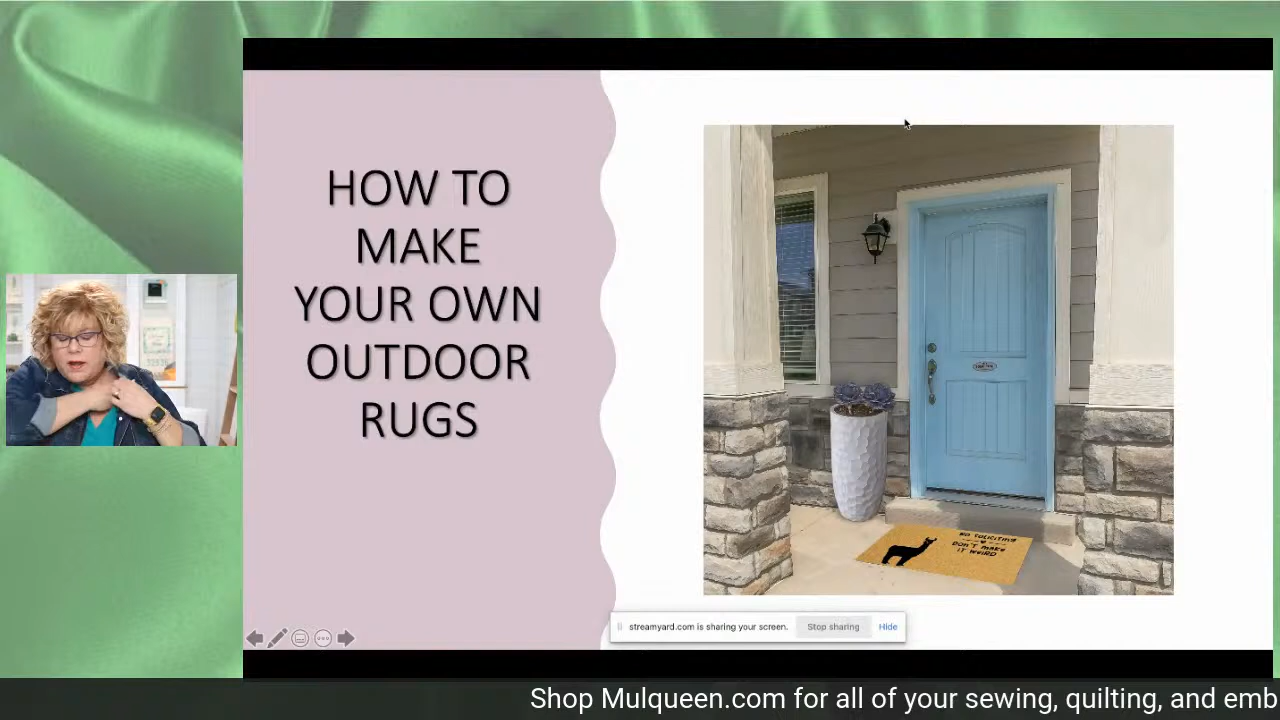 HOW TO
MAKE
YOUR OWN
OUTDOOR
RUGS
NO SOLICITING
DON'T MAKE
IT WEIRD
streamyard.com is sharing your screen.
Stop sharing
Hide
Shop Mulqueen.com for all of your sewing, quilting, and emb